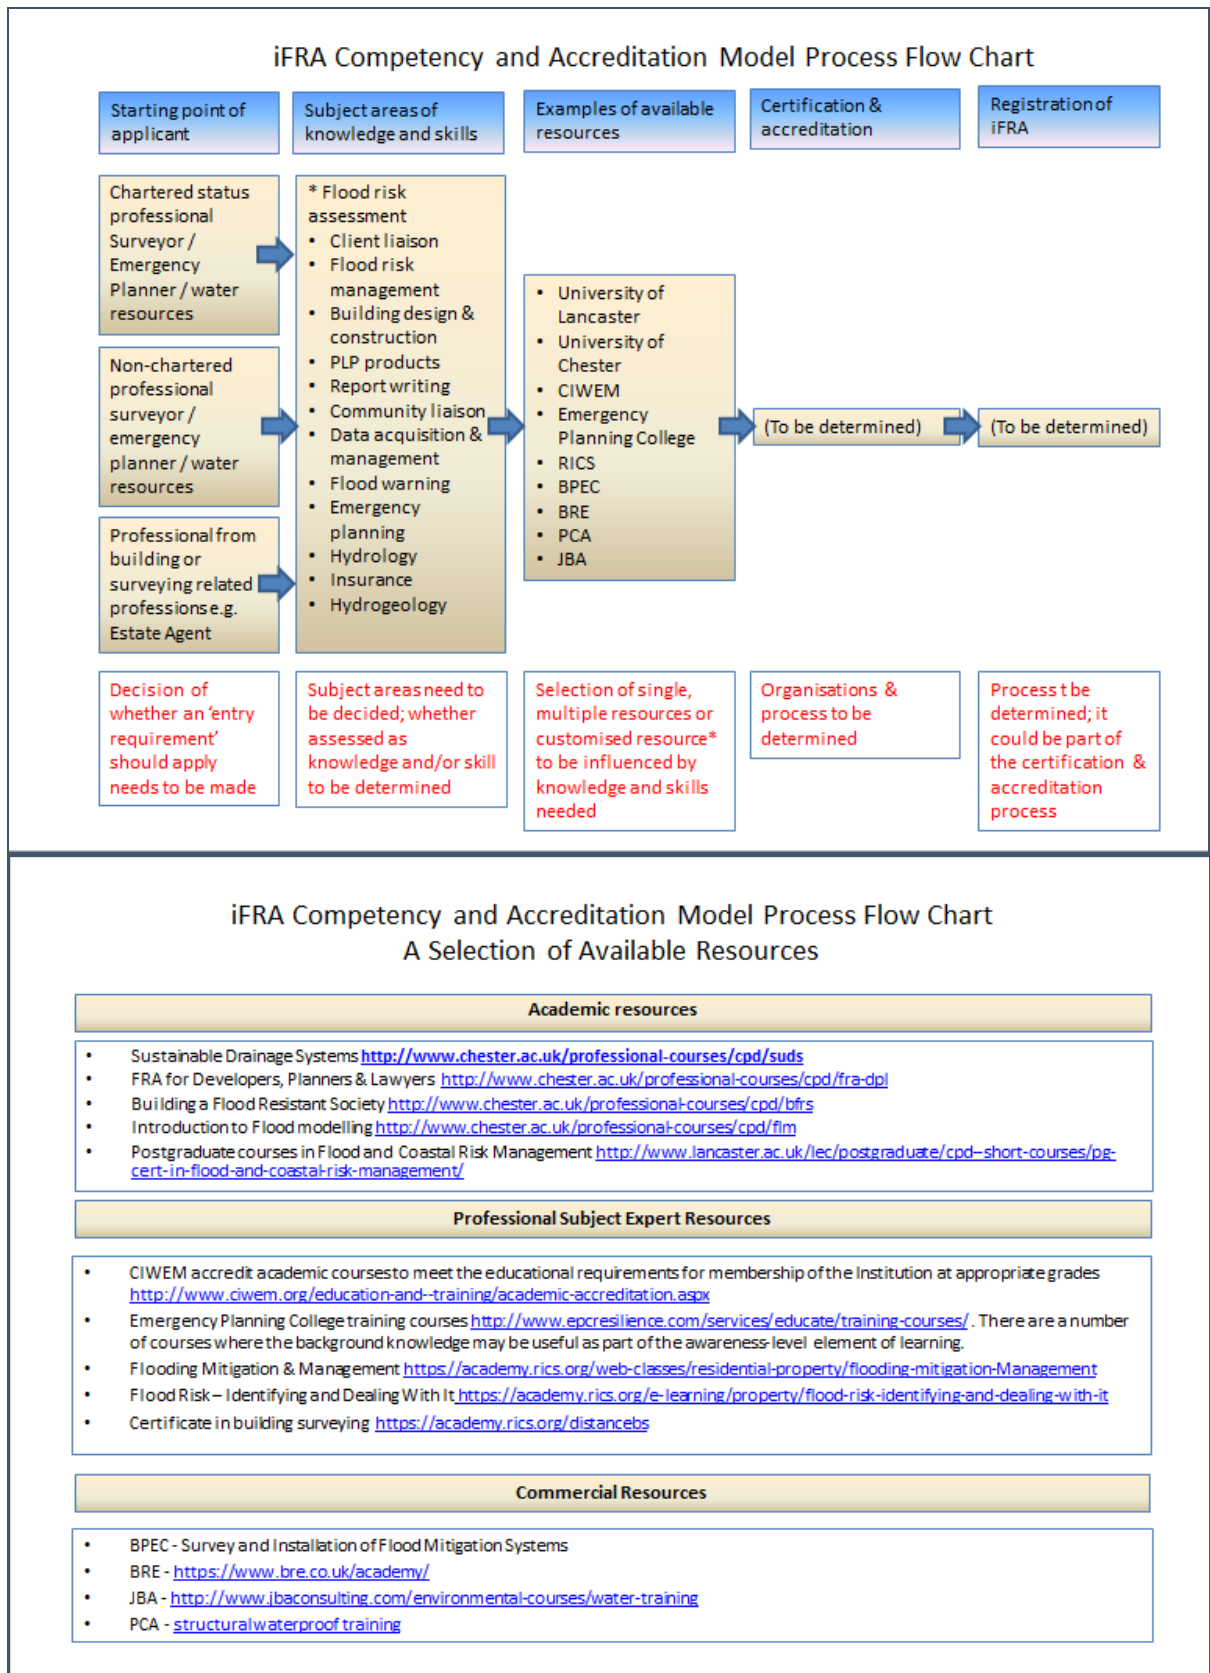 iFRA Competency and Accreditation Model Process Flow Chart
Starting point of
applicant
Subject areas of
knowledge and skills
Examples of available
resources
Certification &
accreditation
Registration of
iFRA
Chartered status
professional
Surveyor /
Emergency
Planner / water
resources
Non-chartered
professional
surveyor /
emergency
planner / water
resources
Professional from
building or
surveying related
professions e.g.
Estate Agent
* Flood risk
assessment
• Client liaison
• Flood risk
management
• Building design &
construction
• PLP products
• Report writing
• Community liaison
• Data acquisition &
management
• Flood warning
• Emergency
planning
• Hydrology
• Insurance
• Hydrogeology
• University of
Lancaster
• University of
Chester
• CIWEM
• Emergency
Planning College
• RICS
• BPEC
• BRE
• PCA
• JBA
(To be determined)
(To be determined)
Decision of
whether an ‘entry
requirement’
should apply
needs to be made
Subject areas need to
be decided; whether
assessed as
knowledge and/or skill
to be determined
Selection of single,
multiple resources or
customised resource*
to be influenced by
knowledge and skills
needed
Organisations &
process to be
determined
Process t be
determined; it
could be part of
the certification &
accreditation
process
iFRA Competency and Accreditation Model Process Flow Chart
A Selection of Available Resources
Academic resources
• Sustainable Drainage Systems http://www.chester.ac.uk/professional-courses/cpd/suds
• FRA for Developers, Planners & Lawyers http://www.chester.ac.uk/professional-courses/cpd/fra-dpl
• Building a Flood Resistant Society http://www.chester.ac.uk/professional-courses/cpd/bfrs
• Introduction to Flood modelling http://www.chester.ac.uk/professional-courses/cpd/flm
• Postgraduate courses in Flood and Coastal Risk Management http://www.lancaster.ac.uk/lec/postgraduate/cpd--short-courses/pg-
cert-in-flood-and-coastal-risk-management/
Professional Subject Expert Resources
• CIWEM accredit academic courses to meet the educational requirements for membership of the Institution at appropriate grades
http://www.ciwem.org/education-and--training/academic-accreditation.aspx
• Emergency Planning College training courses http://www.epcresilience.com/services/educate/training-courses/ . There are a number
of courses where the background knowledge may be useful as part of the awareness-level element of learning.
• Flooding Mitigation & Management https://academy.rics.org/web-classes/residential-property/flooding-mitigation-Management
• Flood Risk – Identifying and Dealing With It https://academy.rics.org/e-learning/property/flood-risk-identifying-and-dealing-with-it
• Certificate in building surveying https://academy.rics.org/distancebs
Commercial Resources
• BPEC - Survey and Installation of Flood Mitigation Systems
• BRE - https://www.bre.co.uk/academy/
• JBA - http://www.jbaconsulting.com/environmental-courses/water-training
• PCA - structural waterproof training